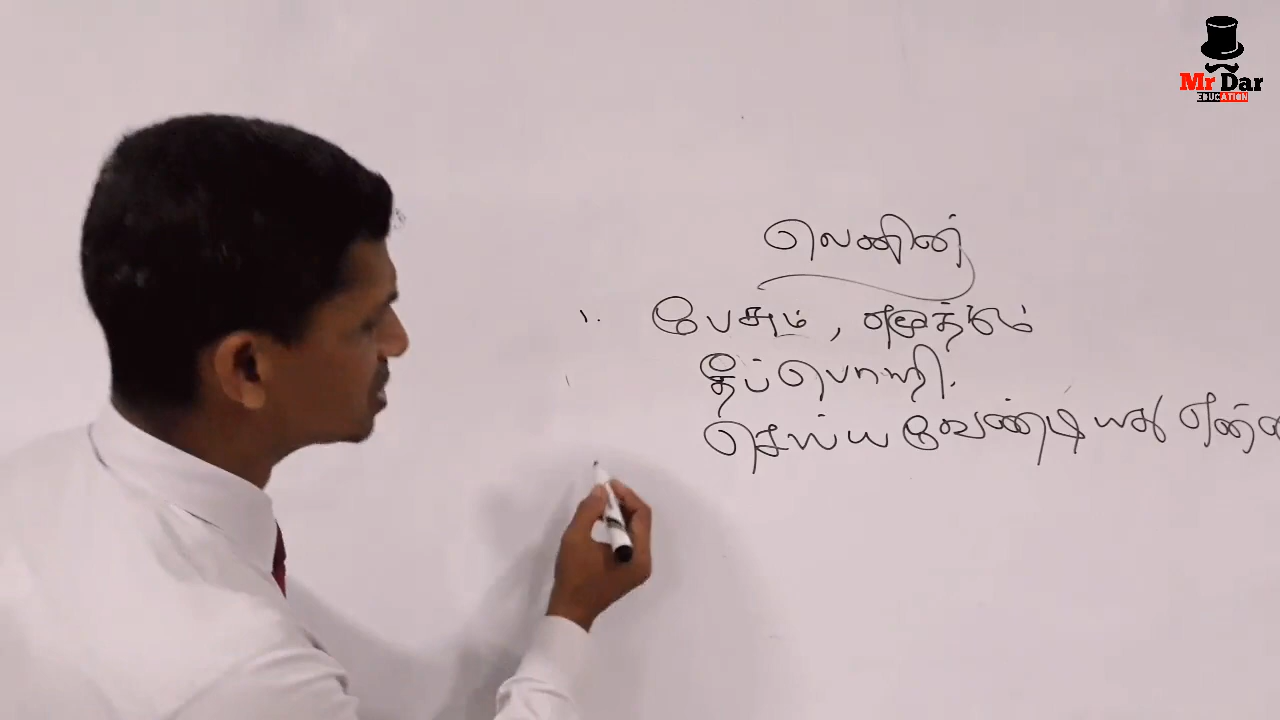 Mr Dar
EDUCATION
லெனின்
1. பேசும், எழுத்தும்
தீப்பொறி.
செய்ய வேண்டியது